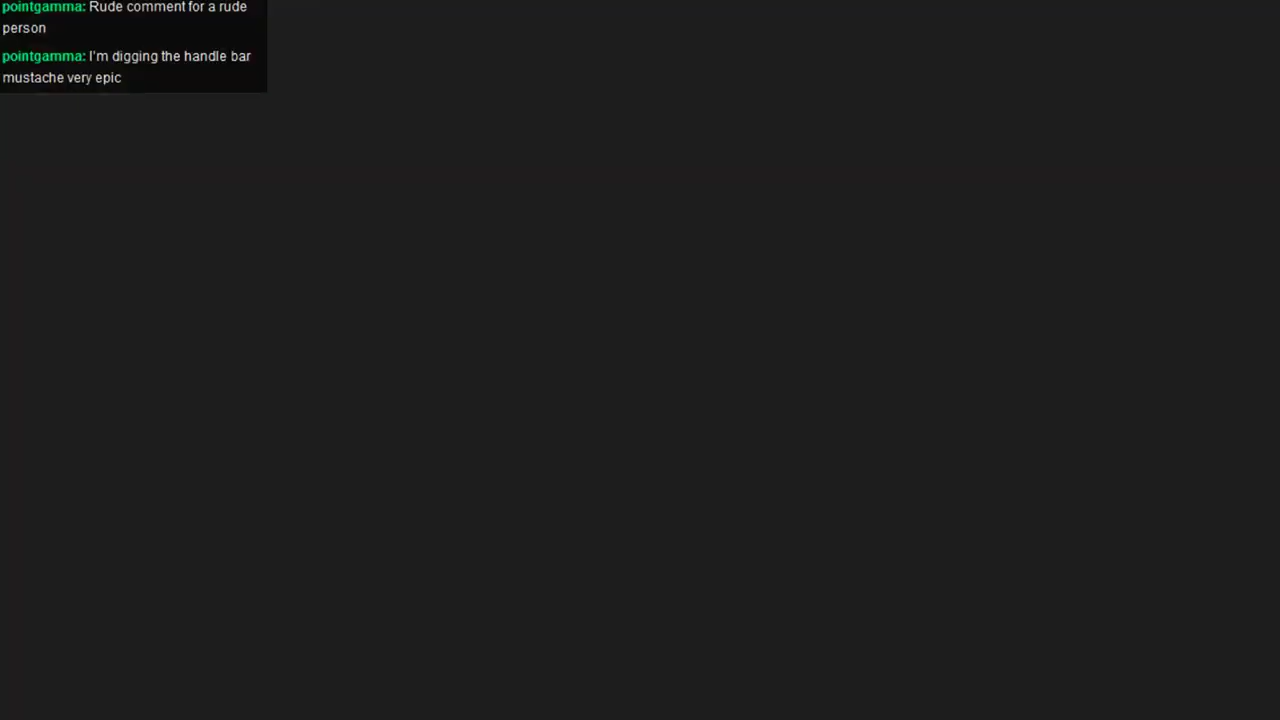 pointgamma: Rude comment for a rude
person
pointgamma: I'm digging the handle bar
mustache very epic